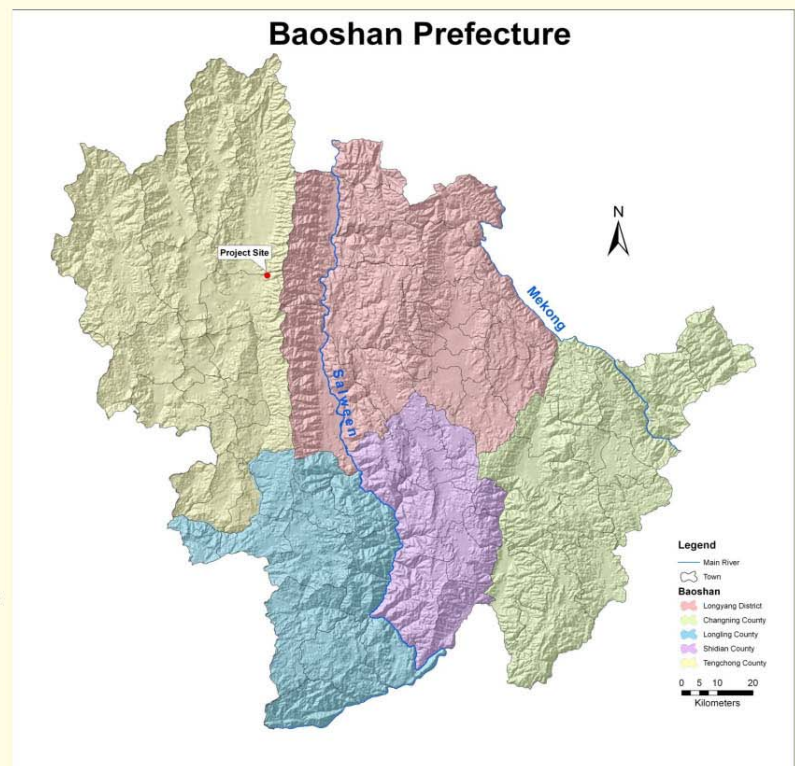 Baoshan Prefecture
N
Project Site
Mekong
Salween
Legend
Main River
Town
Baoshan
Longyang District
Changning County
Longling County
Shidian County
Tengchong County
0 5 10 20
Kilometers